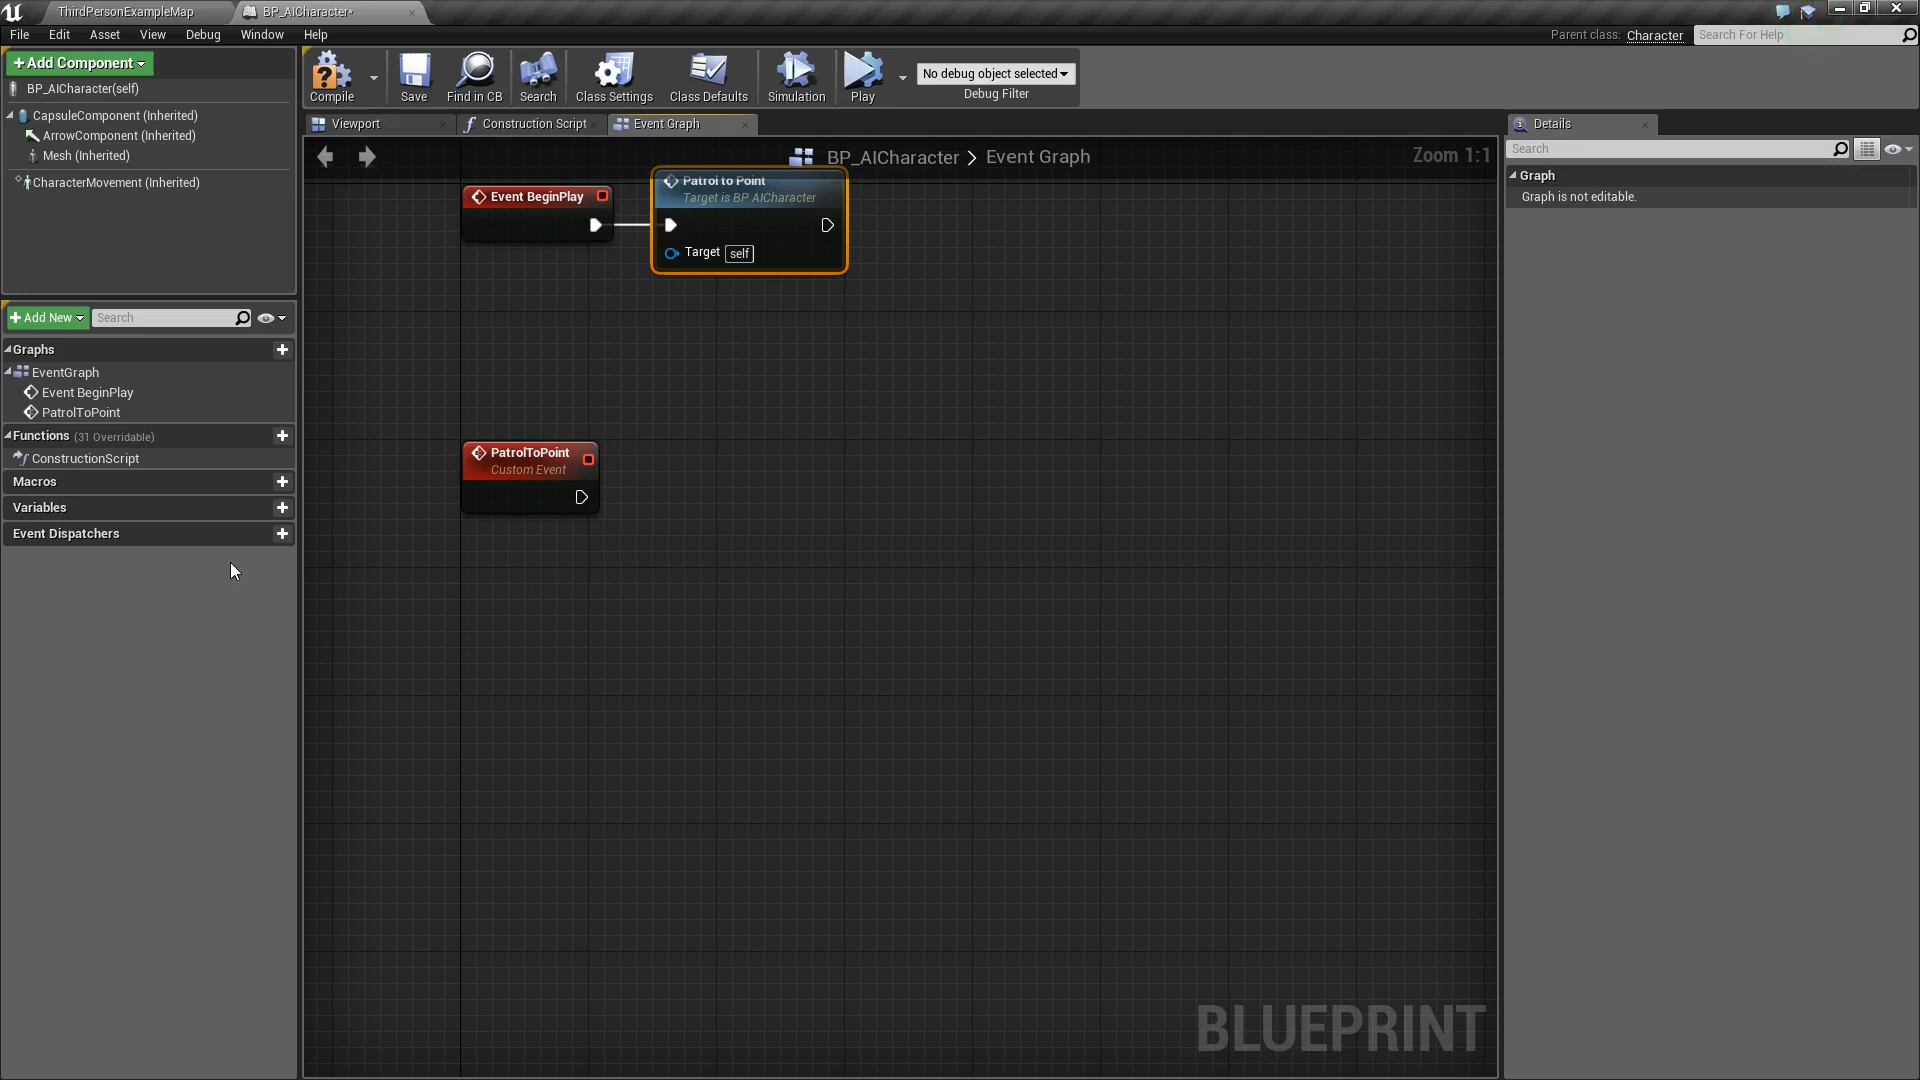 ThirdPersonExampleMap
BP_AICharacter*
File Edit Asset View Debug Window Help
Parent class: Character
Search For Help
+Add Component
BP_AICharacter(self)
CapsuleComponent (Inherited)
ArrowComponent (Inherited)
Mesh (Inherited)
CharacterMovement (Inherited)
Compile
Save
Find in CB
Search
Class Settings
Class Defaults
Simulation
Play
No debug object selected
Debug Filter
Viewport
Construction Script
Event Graph
BP_AICharacter > Event Graph
Zoom 1:1
Event BeginPlay
Patrol to Point
Target is BP AICharacter
Target self
PatrolToPoint
Custom Event
BLUEPRINT
+Add New
Search
Graphs
EventGraph
Event BeginPlay
PatrolToPoint
Functions (31 Overridable)
ConstructionScript
Macros
Variables
Event Dispatchers
Details
Search
Graph
Graph is not editable.